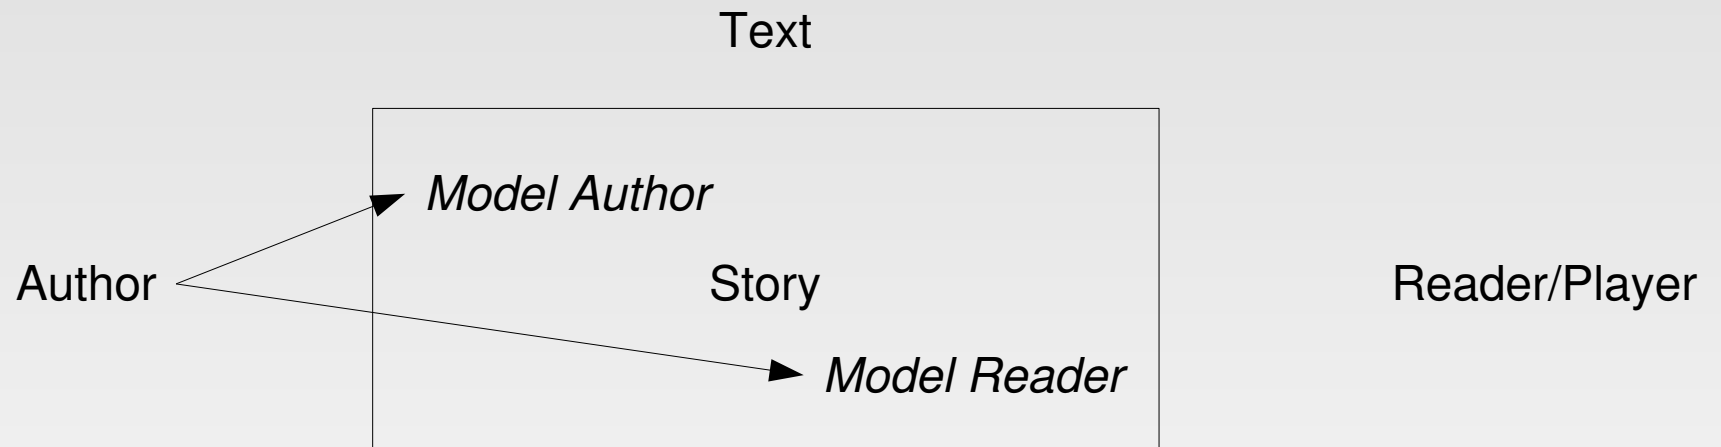 Text
Model Author
Author
Story
Reader/Player
Model Reader